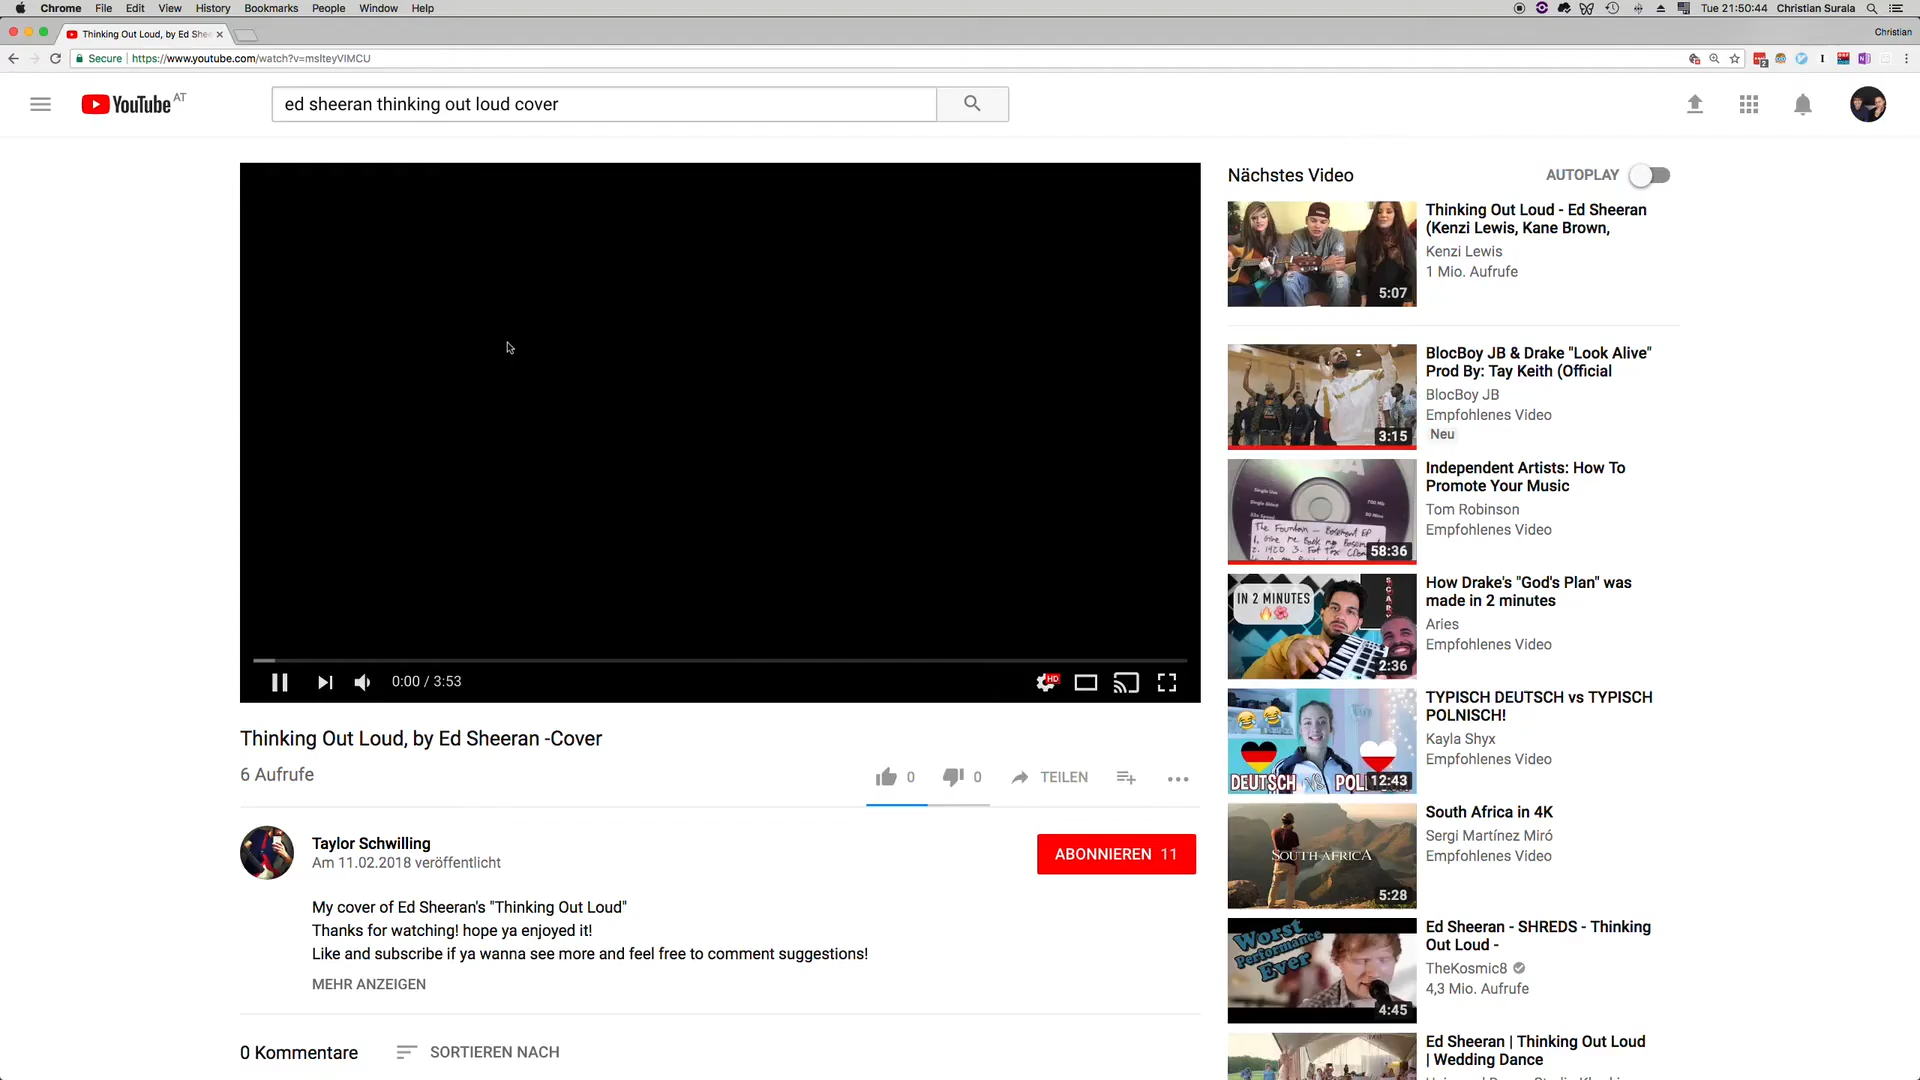 Chrome File Edit View History Bookmarks People Window Help
Tue 21:50:44 Christian Surala
Thinking Out Loud, by Ed She
Christian
Secure https://www.youtube.com/watch?v=msIteyVIMCU
YouTube AT
ed sheeran thinking out loud cover
Nächstes Video
AUTOPLAY
Thinking Out Loud - Ed Sheeran
(Kenzi Lewis, Kane Brown,
Kenzi Lewis
1 Mio. Aufrufe
5:07
BlocBoy JB & Drake "Look Alive"
Prod By: Tay Keith (Official
BlocBoy JB
Empfohlenes Video
Neu
3:15
Independent Artists: How To
Promote Your Music
Tom Robinson
Empfohlenes Video
The Fountain - Basement EP
58:36
How Drake's "God's Plan" was
made in 2 minutes
Aries
Empfohlenes Video
IN 2 MINUTES
SCARY
2:36
TYPISCH DEUTSCH vs TYPISCH
POLNISCH!
Kayla Shyx
Empfohlenes Video
DEUTSCH VS POL
12:43
South Africa in 4K
Sergi Martínez Miró
Empfohlenes Video
SOUTH AFRICA
5:28
Ed Sheeran - SHREDS - Thinking
Out Loud -
TheKosmic8
4,3 Mio. Aufrufe
Worst
Performance
Ever
4:45
Ed Sheeran | Thinking Out Loud
| Wedding Dance
0:00 / 3:53
HD
Thinking Out Loud, by Ed Sheeran -Cover
6 Aufrufe
0 0 TEILEN
Taylor Schwilling
Am 11.02.2018 veröffentlicht
ABONNIEREN 11
My cover of Ed Sheeran's "Thinking Out Loud"
Thanks for watching! hope ya enjoyed it!
Like and subscribe if ya wanna see more and feel free to comment suggestions!
MEHR ANZEIGEN
0 Kommentare
SORTIEREN NACH